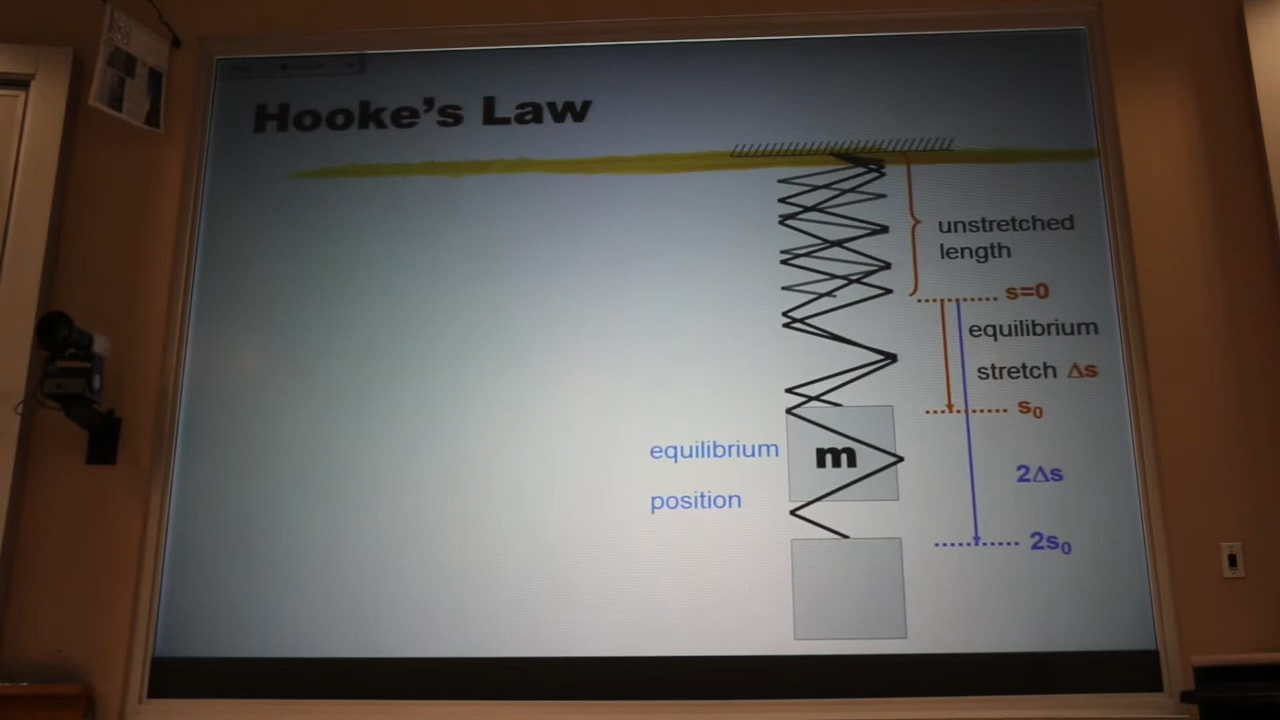 Hooke's Law
unstretched
length
s=0
equilibrium
stretch Δs
s₀
equilibrium
position
m
2Δs
2s₀